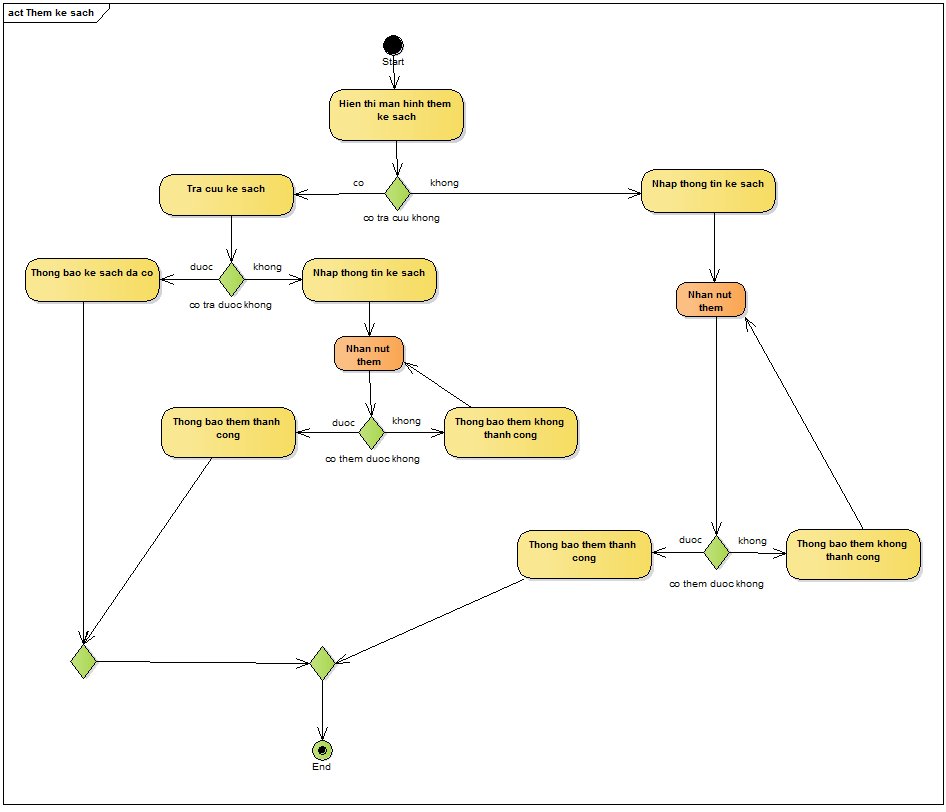 act Them ke sach
Start
Hien thi man hinh them
ke sach
co
khong
co tra cuu khong
Tra cuu ke sach
Nhap thong tin ke sach
Thong bao ke sach da co
duoc
khong
co tra duoc khong
Nhap thong tin ke sach
Nhan nut
them
Nhan nut
them
Thong bao them thanh
cong
duoc
khong
co them duoc khong
Thong bao them khong
thanh cong
Thong bao them thanh
cong
duoc
khong
co them duoc khong
Thong bao them khong
thanh cong
End